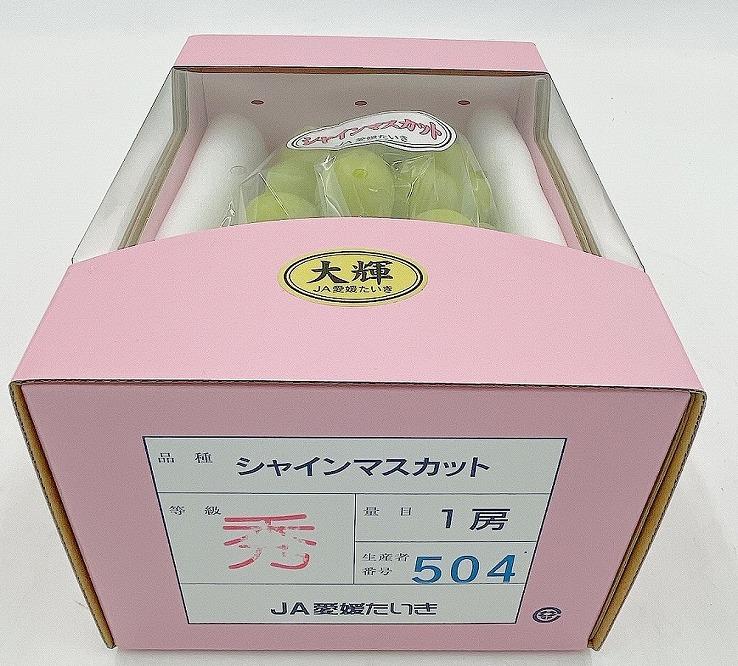 シャインマスカット
JA愛媛たいき
大輝
JA愛媛たいき
品種 シャインマスカット
等級 秀
量目 1房
生産者番号 504
JA愛媛たいき